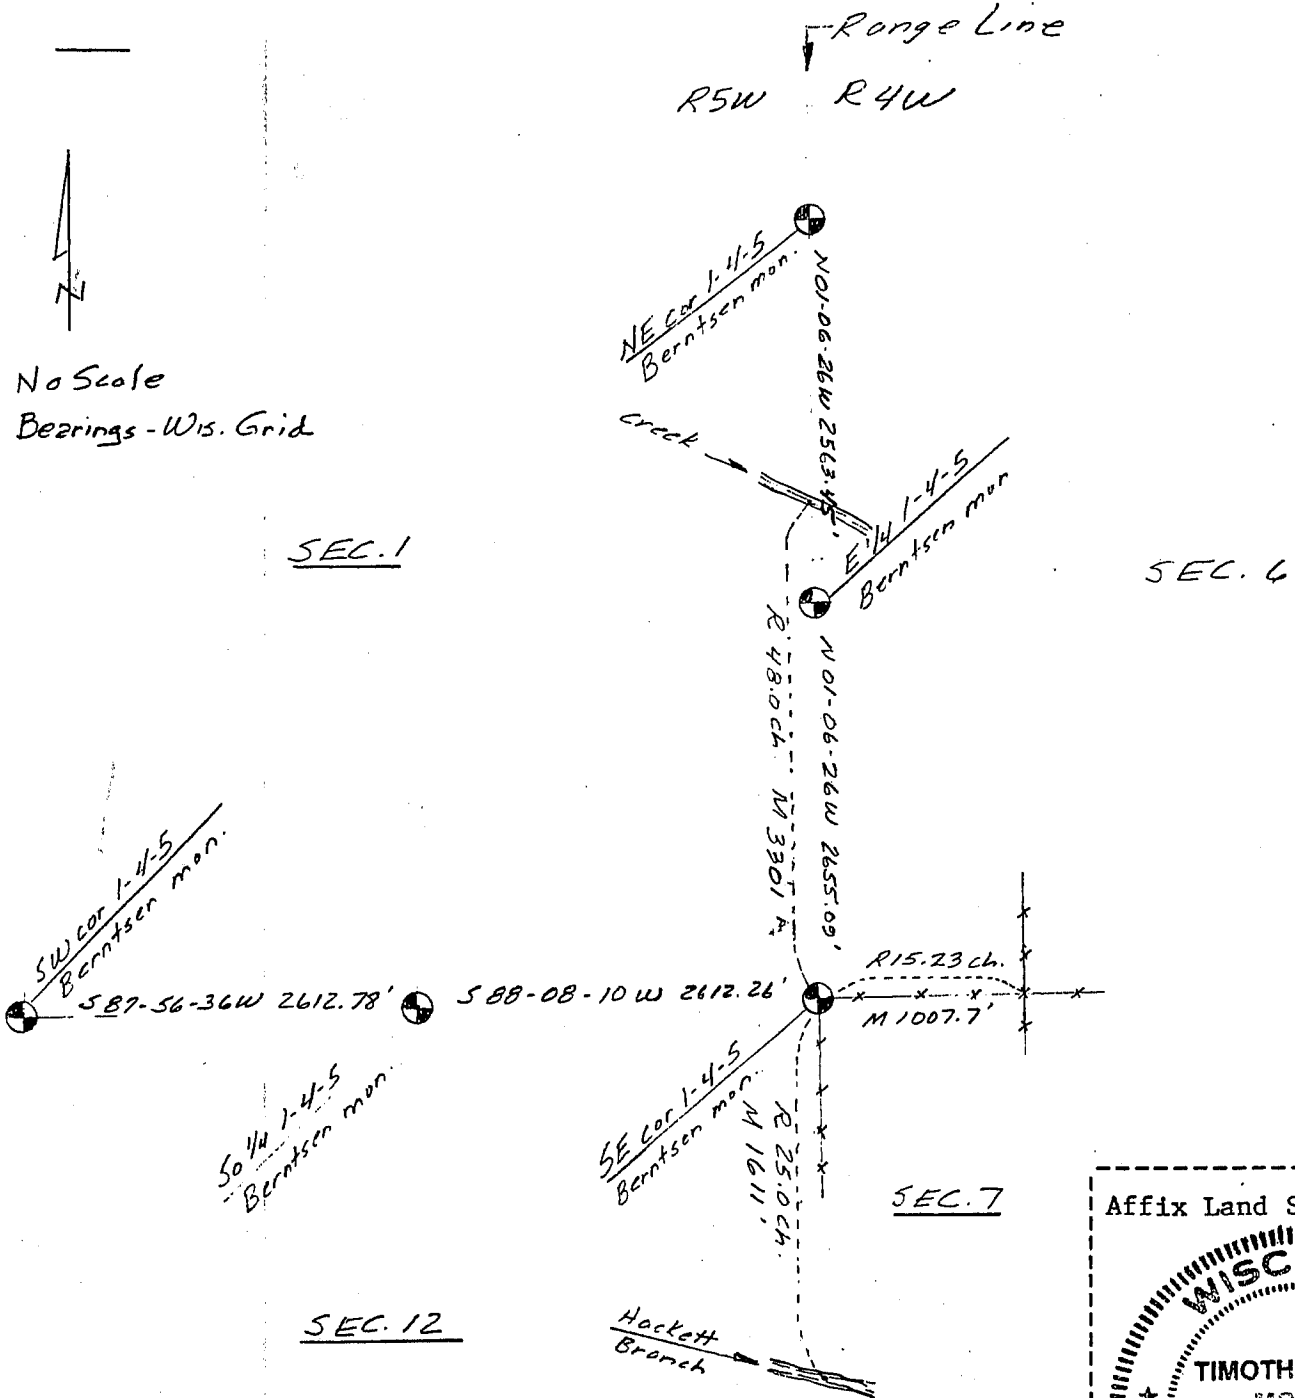 Range Line
R5W R4W
NE cor 1-4-5
Berntsen mon.
N01-06-26W 2563.45'
N
No Scale
Bearings - Wis. Grid
creek
E 1/4 1-4-5
Berntsen mon
SEC. 1
SEC. 6
R 48.0 ch M 3301 ft
N01-06-26W 2655.09'
SW cor 1-4-5
Berntsen mon.
S87-56-36W 2612.78'
S88-08-10W 2612.26'
R15.23 ch.
M 1007.7'
So 1/4 1-4-5
Berntsen mon.
SE cor 1-4-5
Berntsen mon.
R 25.0 ch.
M 1611'
SEC. 7
Affix Land S
WISC
SEC. 12
Hackett
Branch
TIMOTH